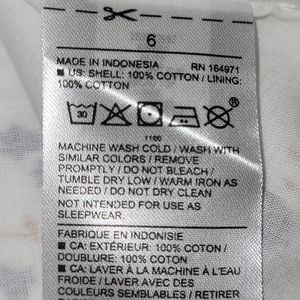 6
MADE IN INDONESIA RN 164971
■ US: SHELL: 100% COTTON / LINING:
100% COTTON
30
1186
MACHINE WASH COLD / WASH WITH
SIMILAR COLORS / REMOVE
PROMPTLY / DO NOT BLEACH /
TUMBLE DRY LOW / WARM IRON AS
NEEDED / DO NOT DRY CLEAN
NOT INTENDED FOR USE AS
SLEEPWEAR.
FABRIQUE EN INDONISIE
■ CA: EXTÉRIEUR: 100% COTON /
DOUBLURE: 100% COTON
■ CA: LAVER À LA MACHINE À L'EAU
FROIDE / LAVER AVEC DES
COULEURS SEMBLABLES / RETIRER